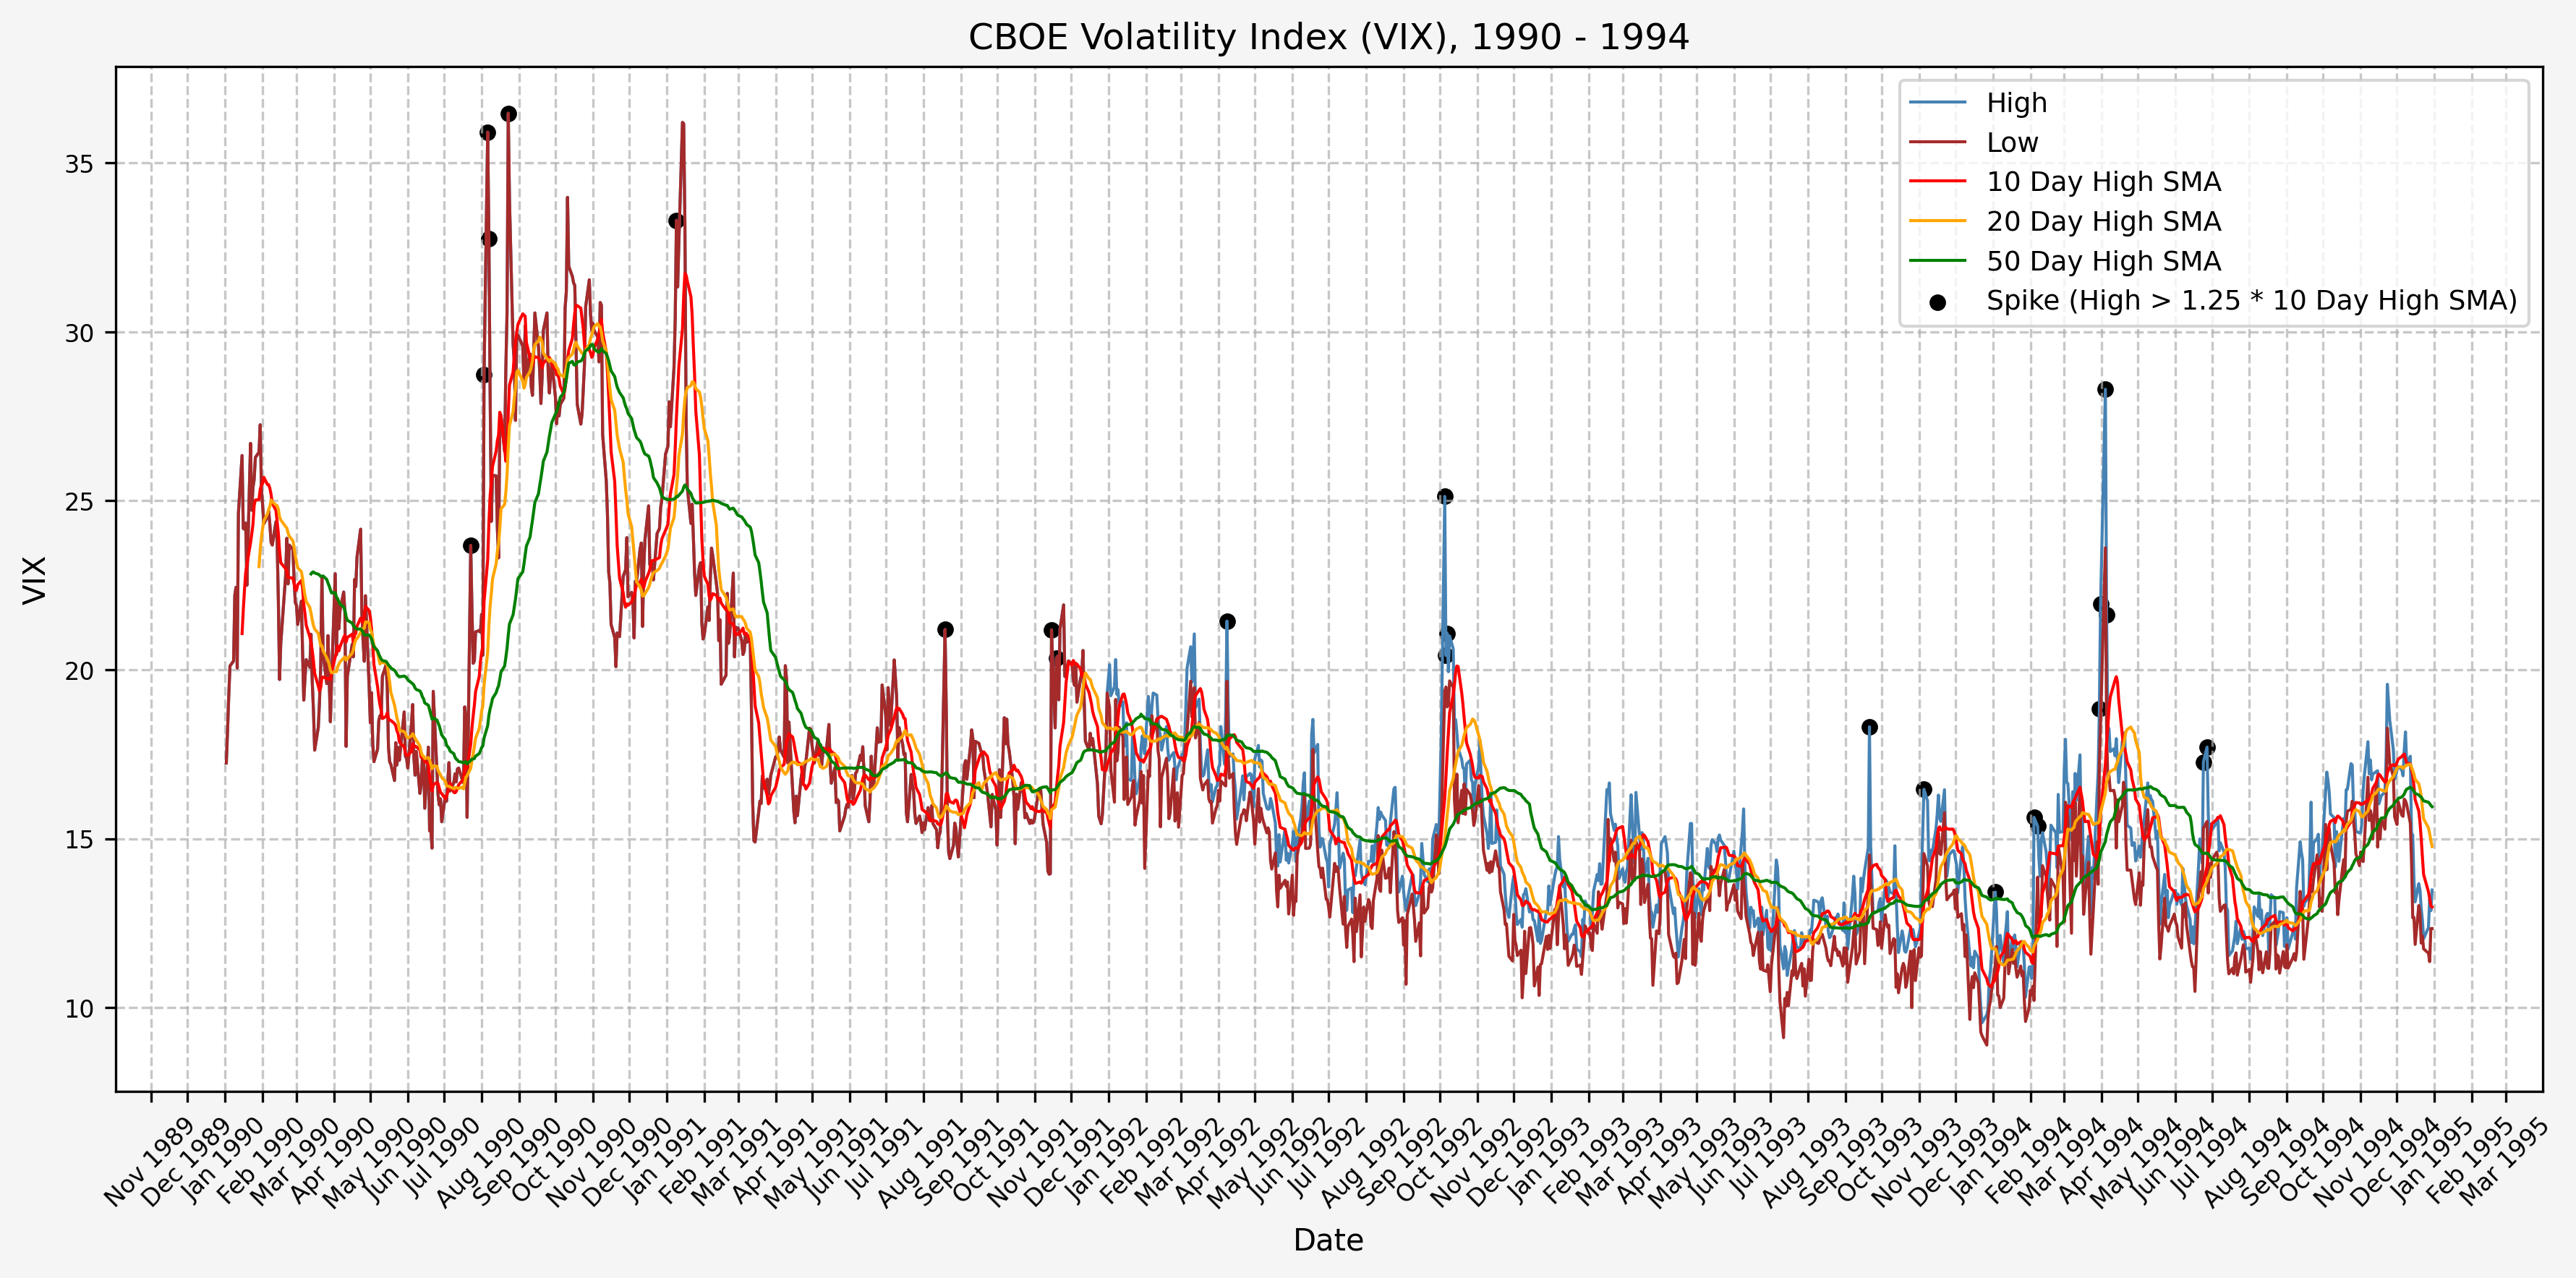 CBOE Volatility Index (VIX), 1990 - 1994
High
Low
10 Day High SMA
20 Day High SMA
50 Day High SMA
Spike (High > 1.25 * 10 Day High SMA)
VIX
35
30
25
20
15
10
Nov 1989
Dec 1989
Jan 1990
Feb 1990
Mar 1990
Apr 1990
May 1990
Jun 1990
Jul 1990
Aug 1990
Sep 1990
Oct 1990
Nov 1990
Dec 1990
Jan 1991
Feb 1991
Mar 1991
Apr 1991
May 1991
Jun 1991
Jul 1991
Aug 1991
Sep 1991
Oct 1991
Nov 1991
Dec 1991
Jan 1992
Feb 1992
Mar 1992
Apr 1992
May 1992
Jun 1992
Jul 1992
Aug 1992
Sep 1992
Oct 1992
Nov 1992
Dec 1992
Jan 1993
Feb 1993
Mar 1993
Apr 1993
May 1993
Jun 1993
Jul 1993
Aug 1993
Sep 1993
Oct 1993
Nov 1993
Dec 1994
Jan 1994
Feb 1994
Mar 1994
Apr 1994
May 1994
Jun 1994
Jul 1994
Aug 1994
Sep 1994
Oct 1994
Nov 1994
Dec 1995
Jan 1995
Feb 1995
Mar 1995
Date